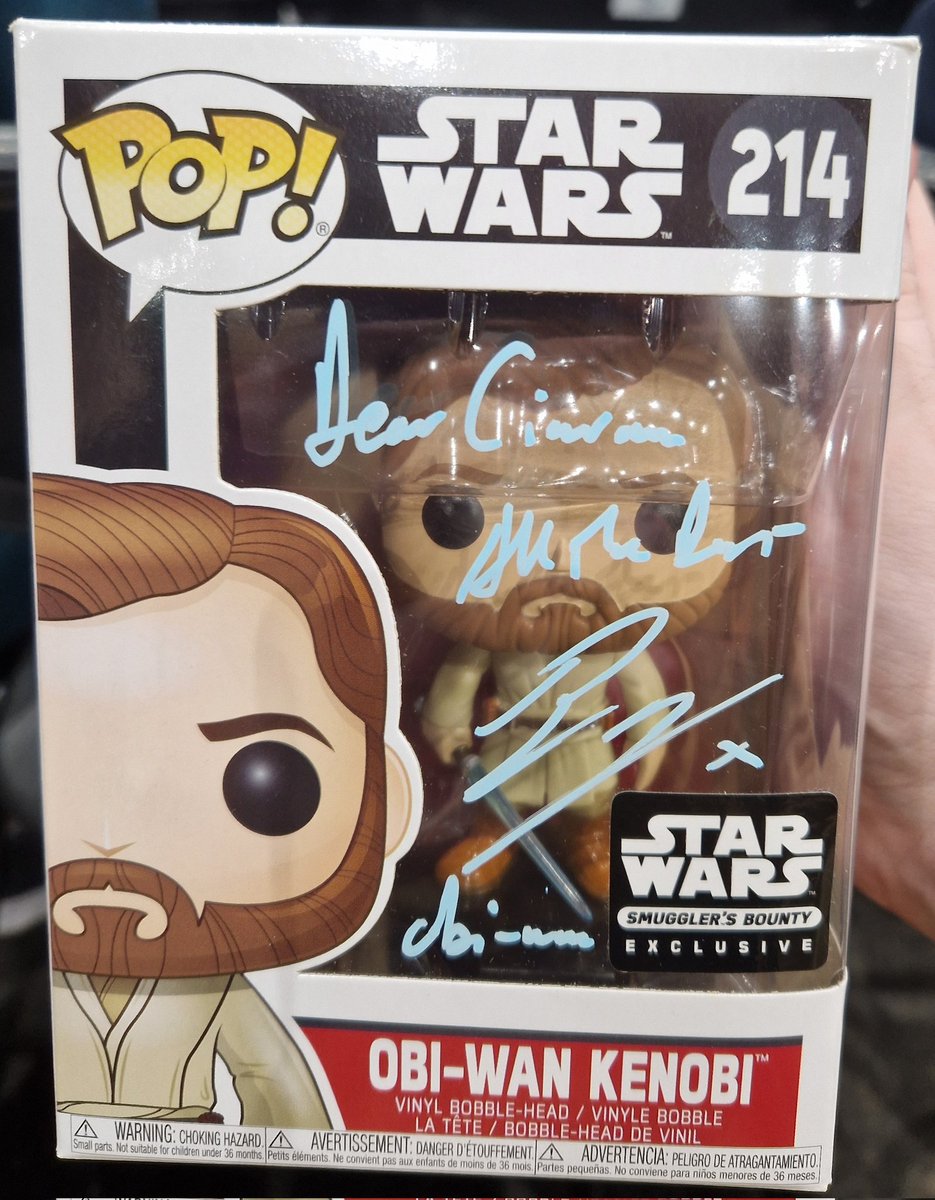 POP!®
STAR
WARS™
214
Dear Ciaran
All the best
x
Obi-wan
STAR
WARS™
SMUGGLER'S BOUNTY
EXCLUSIVE
OBI-WAN KENOBI™
VINYL BOBBLE-HEAD / VINYLE BOBBLE
LA TÊTE / BOBBLE-HEAD DE VINIL
WARNING: CHOKING HAZARD.
Small parts. Not suitable for children under 36 months.
AVERTISSEMENT: DANGER D'ÉTOUFFEMENT.
Petits éléments. Ne convient pas aux enfants de moins de 36 mois.
ADVERTENCIA: PELIGRO DE ATRAGANTAMIENTO.
Partes pequeñas. No conviene para niños menores de 36 meses.